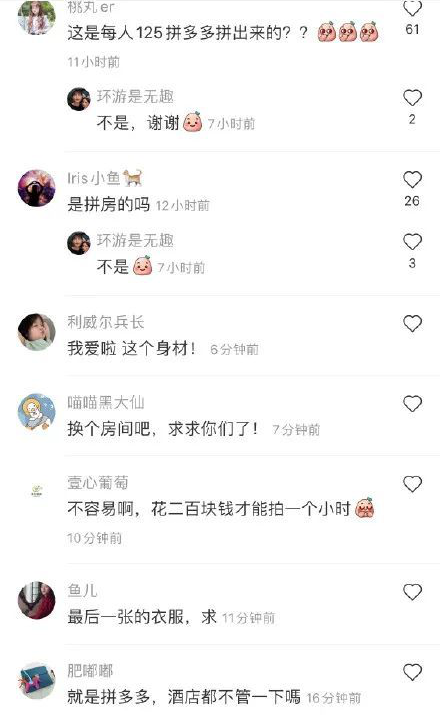 桃丸er
这是每人125拼多多拼出来的？？
61
11小时前
环游是无趣
不是，谢谢 7小时前
2
Iris小鱼
是拼房的吗 12小时前
26
环游是无趣
不是 7小时前
3
利威尔兵长
我爱啦 这个身材！ 6分钟前
喵喵黑大仙
换个房间吧，求求你们了！ 7分钟前
壹心葡萄
不容易啊，花二百块钱才能拍一个小时
10分钟前
鱼儿
最后一张的衣服，求 11分钟前
肥嘟嘟
就是拼多多，酒店都不管一下嗎 16分钟前